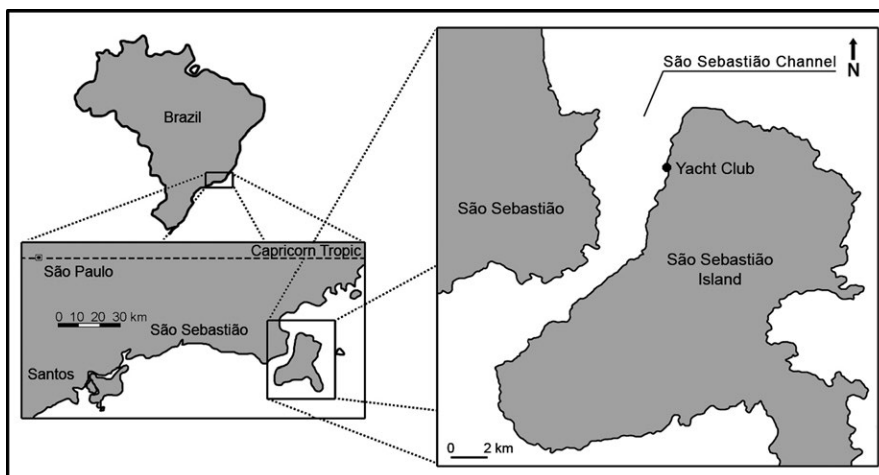 Brazil
Capricorn Tropic
São Paulo
0 10 20 30 km
São Sebastião
Santos
São Sebastião Channel
N
Yacht Club
São Sebastião
São Sebastião
Island
0 2 km